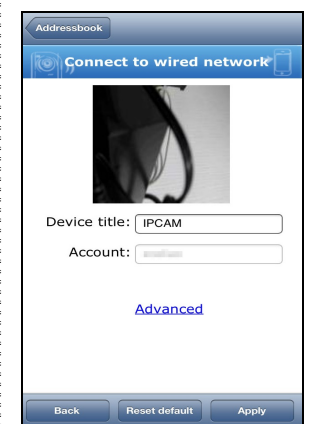 Addressbook
Connect to wired network
Device title: IPCAM
Account:
Advanced
Back Reset default Apply